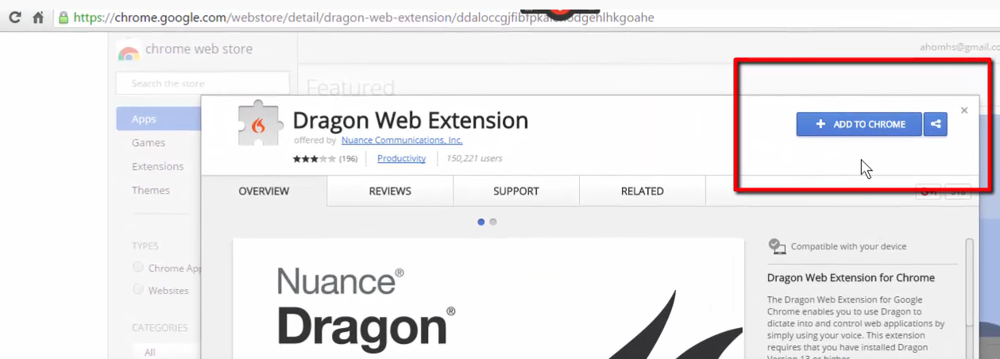 https://chrome.google.com/webstore/detail/dragon-web-extension/
chrome web store
ahomhs@gmail.co
Search the store
Featured
Apps
Games
Extensions
Themes
TYPES
Chrome App
Websites
CATEGORIES
All
Dragon Web Extension
offered by Nuance Communications, Inc.
(196)
Productivity
150,221 users
ADD TO CHROME
OVERVIEW
REVIEWS
SUPPORT
RELATED
Nuance®
Dragon®
Compatible with your device
Dragon Web Extension for Chrome
The Dragon Web Extension for Google
Chrome enables you to use Dragon to
dictate into and control web applications by
simply using your voice. This extension
requires that you have installed Dragon
Version 13 or higher.